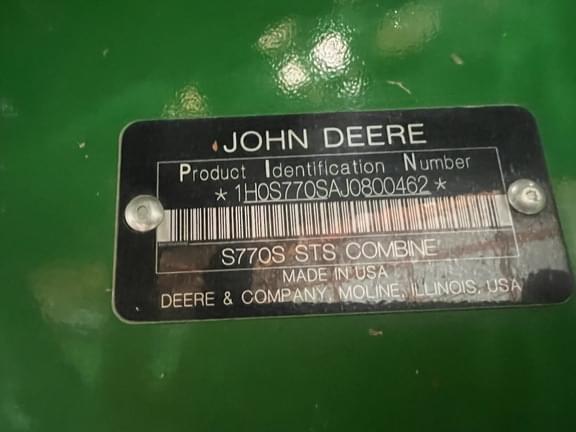 JOHN DEERE
Product Identification Number
*1H0S770SAJ0800462*
S770S STS COMBINE
MADE IN USA
DEERE & COMPANY, MOLINE, ILLINOIS, USA